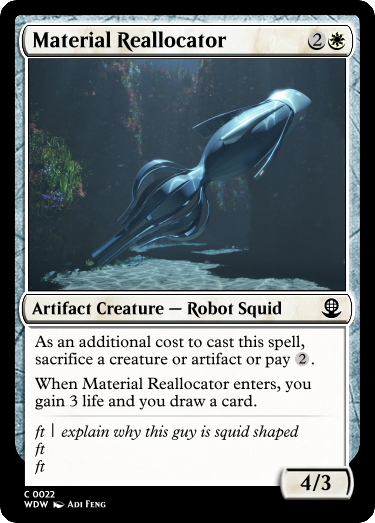 Material Reallocator 2
Artifact Creature — Robot Squid
As an additional cost to cast this spell,
sacrifice a creature or artifact or pay 2.
When Material Reallocator enters, you
gain 3 life and you draw a card.
ft | explain why this guy is squid shaped
ft
ft
4/3
C 0022
WDW ADI FENG